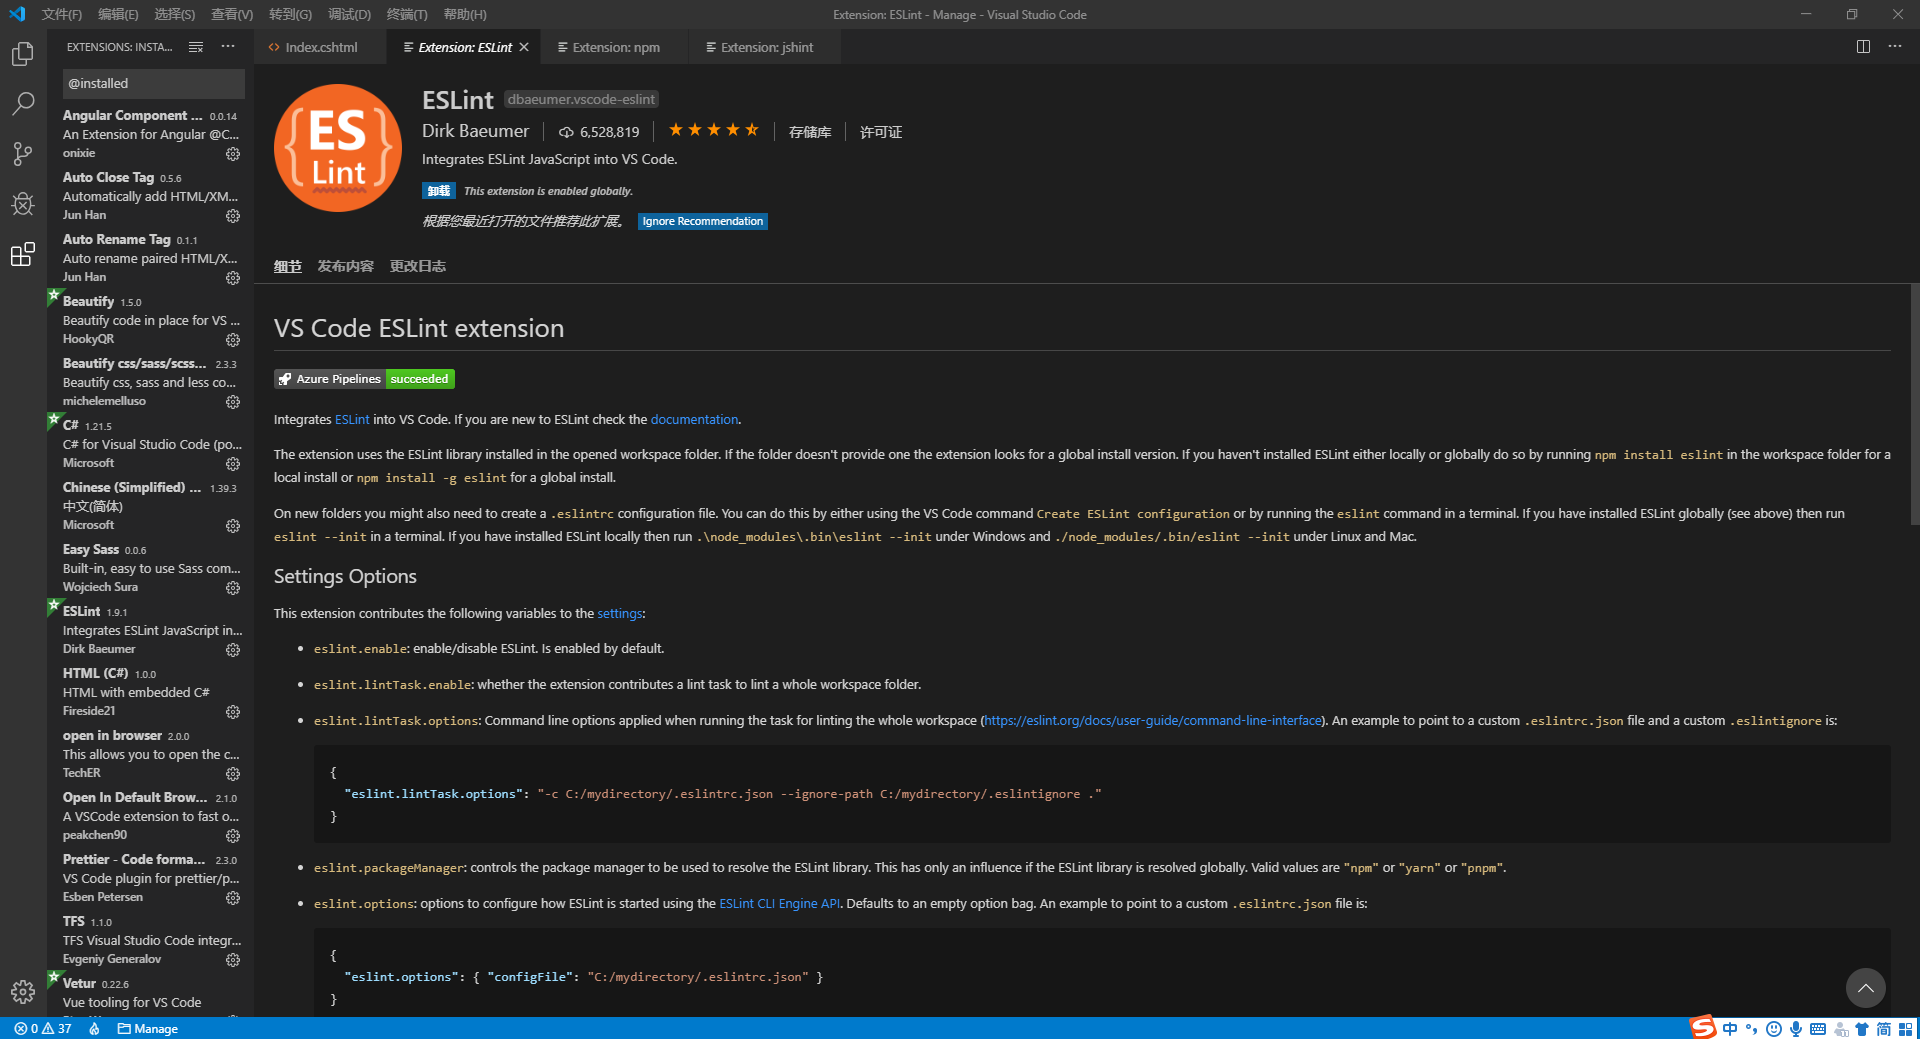 文件(F) 编辑(E) 选择(S) 查看(V) 转到(G) 调试(D) 终端(T) 帮助(H) Extension: ESLint - Manage - Visual Studio Code
EXTENSIONS: INSTA...
Index.cshtml Extension: ESLint Extension: npm Extension: jshint
@installed
Angular Component ... 0.0.14
An Extension for Angular @C...
onixie
Auto Close Tag 0.5.6
Automatically add HTML/XM...
Jun Han
Auto Rename Tag 0.1.1
Auto rename paired HTML/X...
Jun Han
Beautify 1.5.0
Beautify code in place for VS ...
HookyQR
Beautify css/sass/scss... 2.3.3
Beautify css, sass and less co...
michelemelluso
C# 1.21.5
C# for Visual Studio Code (po...
Microsoft
Chinese (Simplified) ... 1.39.3
中文(简体)
Microsoft
Easy Sass 0.0.6
Built-in, easy to use Sass com...
Wojciech Sura
ESLint 1.9.1
Integrates ESLint JavaScript in...
Dirk Baeumer
HTML (C#) 1.0.0
HTML with embedded C#
Fireside21
open in browser 2.0.0
This allows you to open the c...
TechER
Open In Default Brow... 2.1.0
A VSCode extension to fast o...
peakchen90
Prettier - Code forma... 2.3.0
VS Code plugin for prettier/p...
Esben Petersen
TFS 1.1.0
TFS Visual Studio Code integr...
Evgeniy Generalov
Vetur 0.22.6
Vue tooling for VS Code
{ES}
Lint
ESLint dbaeumer.vscode-eslint
Dirk Baeumer 6,528,819 存储库 许可证
Integrates ESLint JavaScript into VS Code.
卸载 This extension is enabled globally.
根据您最近打开的文件推荐此扩展。 Ignore Recommendation
细节 发布内容 更改日志
VS Code ESLint extension
Azure Pipelines succeeded
Integrates ESLint into VS Code. If you are new to ESLint check the documentation.
The extension uses the ESLint library installed in the opened workspace folder. If the folder doesn't provide one the extension looks for a global install version. If you haven't installed ESLint either locally or globally do so by running npm install eslint in the workspace folder for a
local install or npm install -g eslint for a global install.
On new folders you might also need to create a .eslintrc configuration file. You can do this by either using the VS Code command Create ESLint configuration or by running the eslint command in a terminal. If you have installed ESLint globally (see above) then run
eslint --init in a terminal. If you have installed ESLint locally then run .\node_modules\.bin\eslint --init under Windows and ./node_modules/.bin/eslint --init under Linux and Mac.
Settings Options
This extension contributes the following variables to the settings:
• eslint.enable: enable/disable ESLint. Is enabled by default.
• eslint.lintTask.enable: whether the extension contributes a lint task to lint a whole workspace folder.
• eslint.lintTask.options: Command line options applied when running the task for linting the whole workspace (https://eslint.org/docs/user-guide/command-line-interface). An example to point to a custom .eslintrc.json file and a custom .eslintignore is:
{
"eslint.lintTask.options": "-c C:/mydirectory/.eslintrc.json --ignore-path C:/mydirectory/.eslintignore ."
}
• eslint.packageManager: controls the package manager to be used to resolve the ESLint library. This has only an influence if the ESLint library is resolved globally. Valid values are "npm" or "yarn" or "pnpm".
• eslint.options: options to configure how ESLint is started using the ESLint CLI Engine API. Defaults to an empty option bag. An example to point to a custom .eslintrc.json file is:
{
"eslint.options": { "configFile": "C:/mydirectory/.eslintrc.json" }
}
0 37 Manage S 中 °, 简